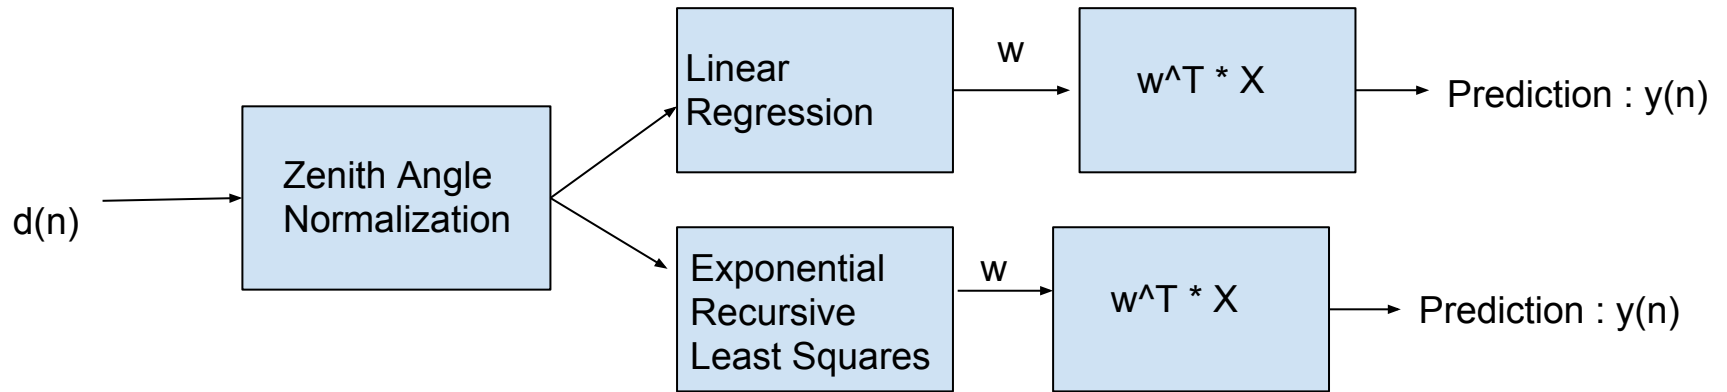 d(n)
Zenith Angle
Normalization
Linear
Regression
w
w^T * X
Prediction : y(n)
Exponential
Recursive
Least Squares
w
w^T * X
Prediction : y(n)